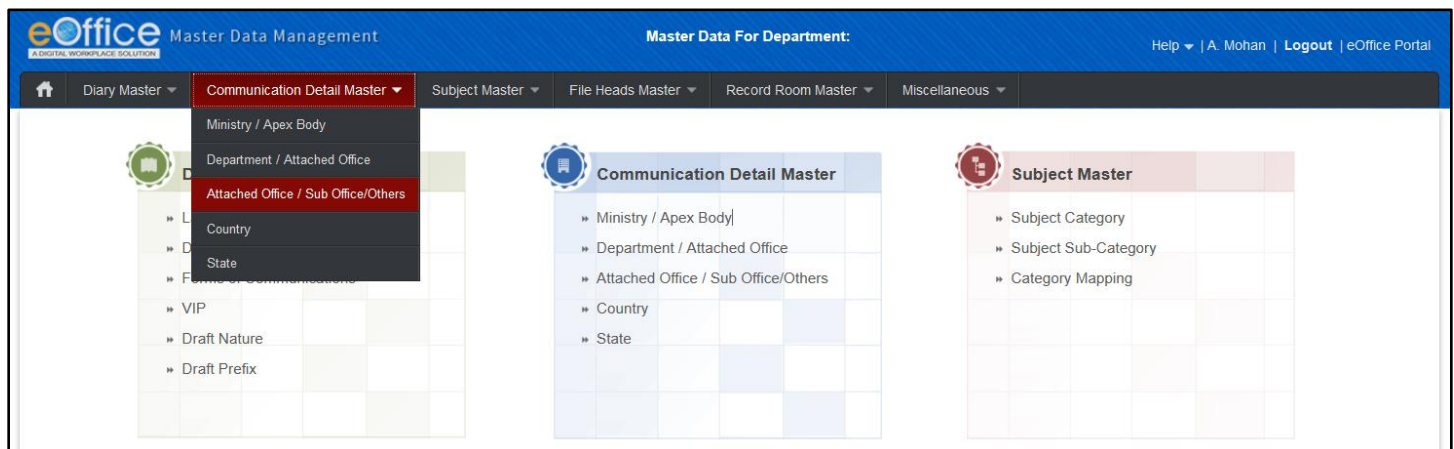 eOffice Master Data Management
A DIGITAL WORKPLACE SOLUTION
Master Data For Department:
Help | A. Mohan | Logout | eOffice Portal
Diary Master Communication Detail Master Subject Master File Heads Master Record Room Master Miscellaneous
Ministry / Apex Body
Department / Attached Office
Attached Office / Sub Office/Others
Country
State
D
L
D
Forms of Communications
VIP
Draft Nature
Draft Prefix
Communication Detail Master
Ministry / Apex Body
Department / Attached Office
Attached Office / Sub Office/Others
Country
State
Subject Master
Subject Category
Subject Sub-Category
Category Mapping